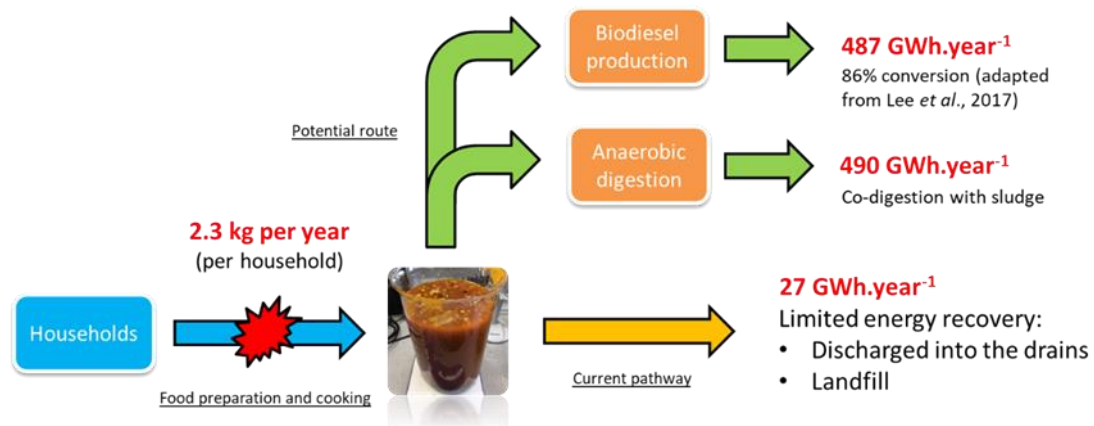 Biodiesel
production
487 GWh.year⁻¹
86% conversion (adapted
from Lee et al., 2017)
Potential route
Anaerobic
digestion
490 GWh.year⁻¹
Co-digestion with sludge
2.3 kg per year
(per household)
Households
Food preparation and cooking
Current pathway
27 GWh.year⁻¹
Limited energy recovery:
• Discharged into the drains
• Landfill